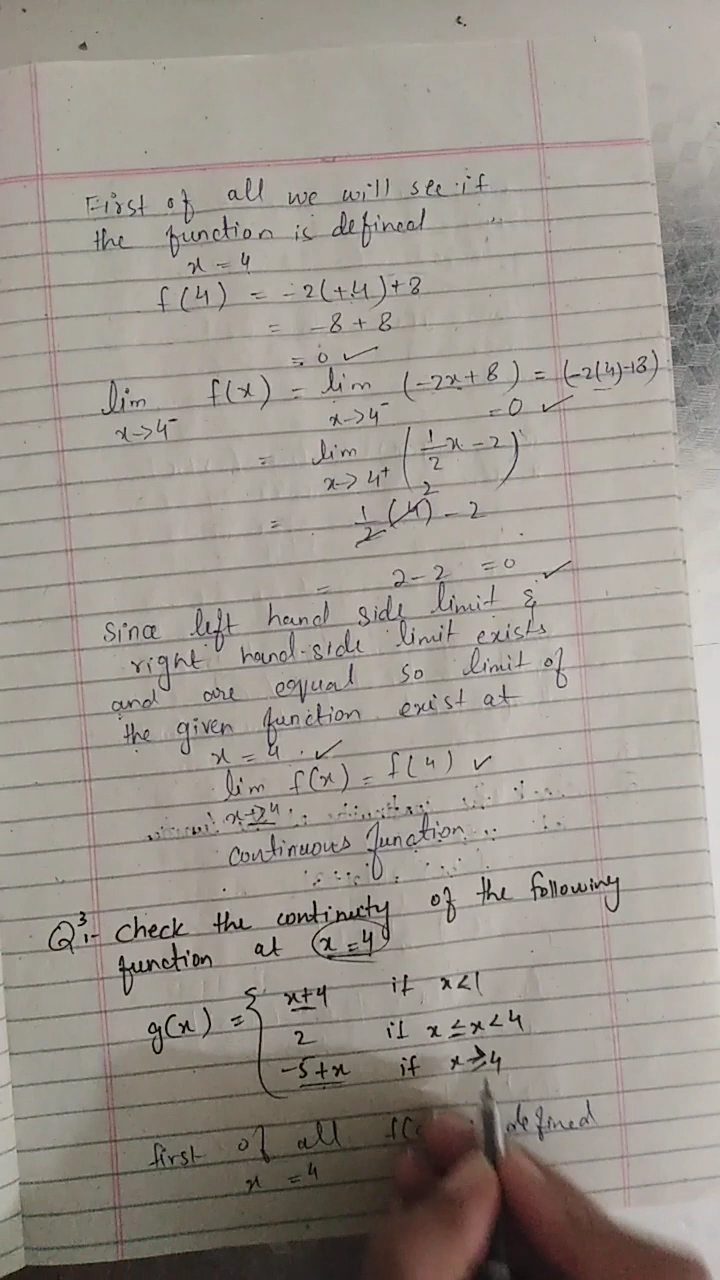 First of all we will see if
the function is defined
x = 4
f(4) = -2(+4)+8
= -8 + 8
= 0 ✓
lim x→4⁻ f(x) = lim x→4⁻ (-2x+8) = (-2(4)+8)
= 0 ✓
= lim x→4⁺ (1/2 x - 2)
= 1/2 (4) 2 - 2
= 2-2 = 0 ✓
Since left hand side limit &
right hand-side limit exists
and are equal so limit of
the given function exist at
x = 4. ✓
lim x→4 f(x) = f(4) ✓
continuous function
Q3:- Check the continuty of the following
function at x=4
g(x) = { x+4 if x<1
2 if x≤x<4
-5+x if x≥4
first of all defined
x = 4